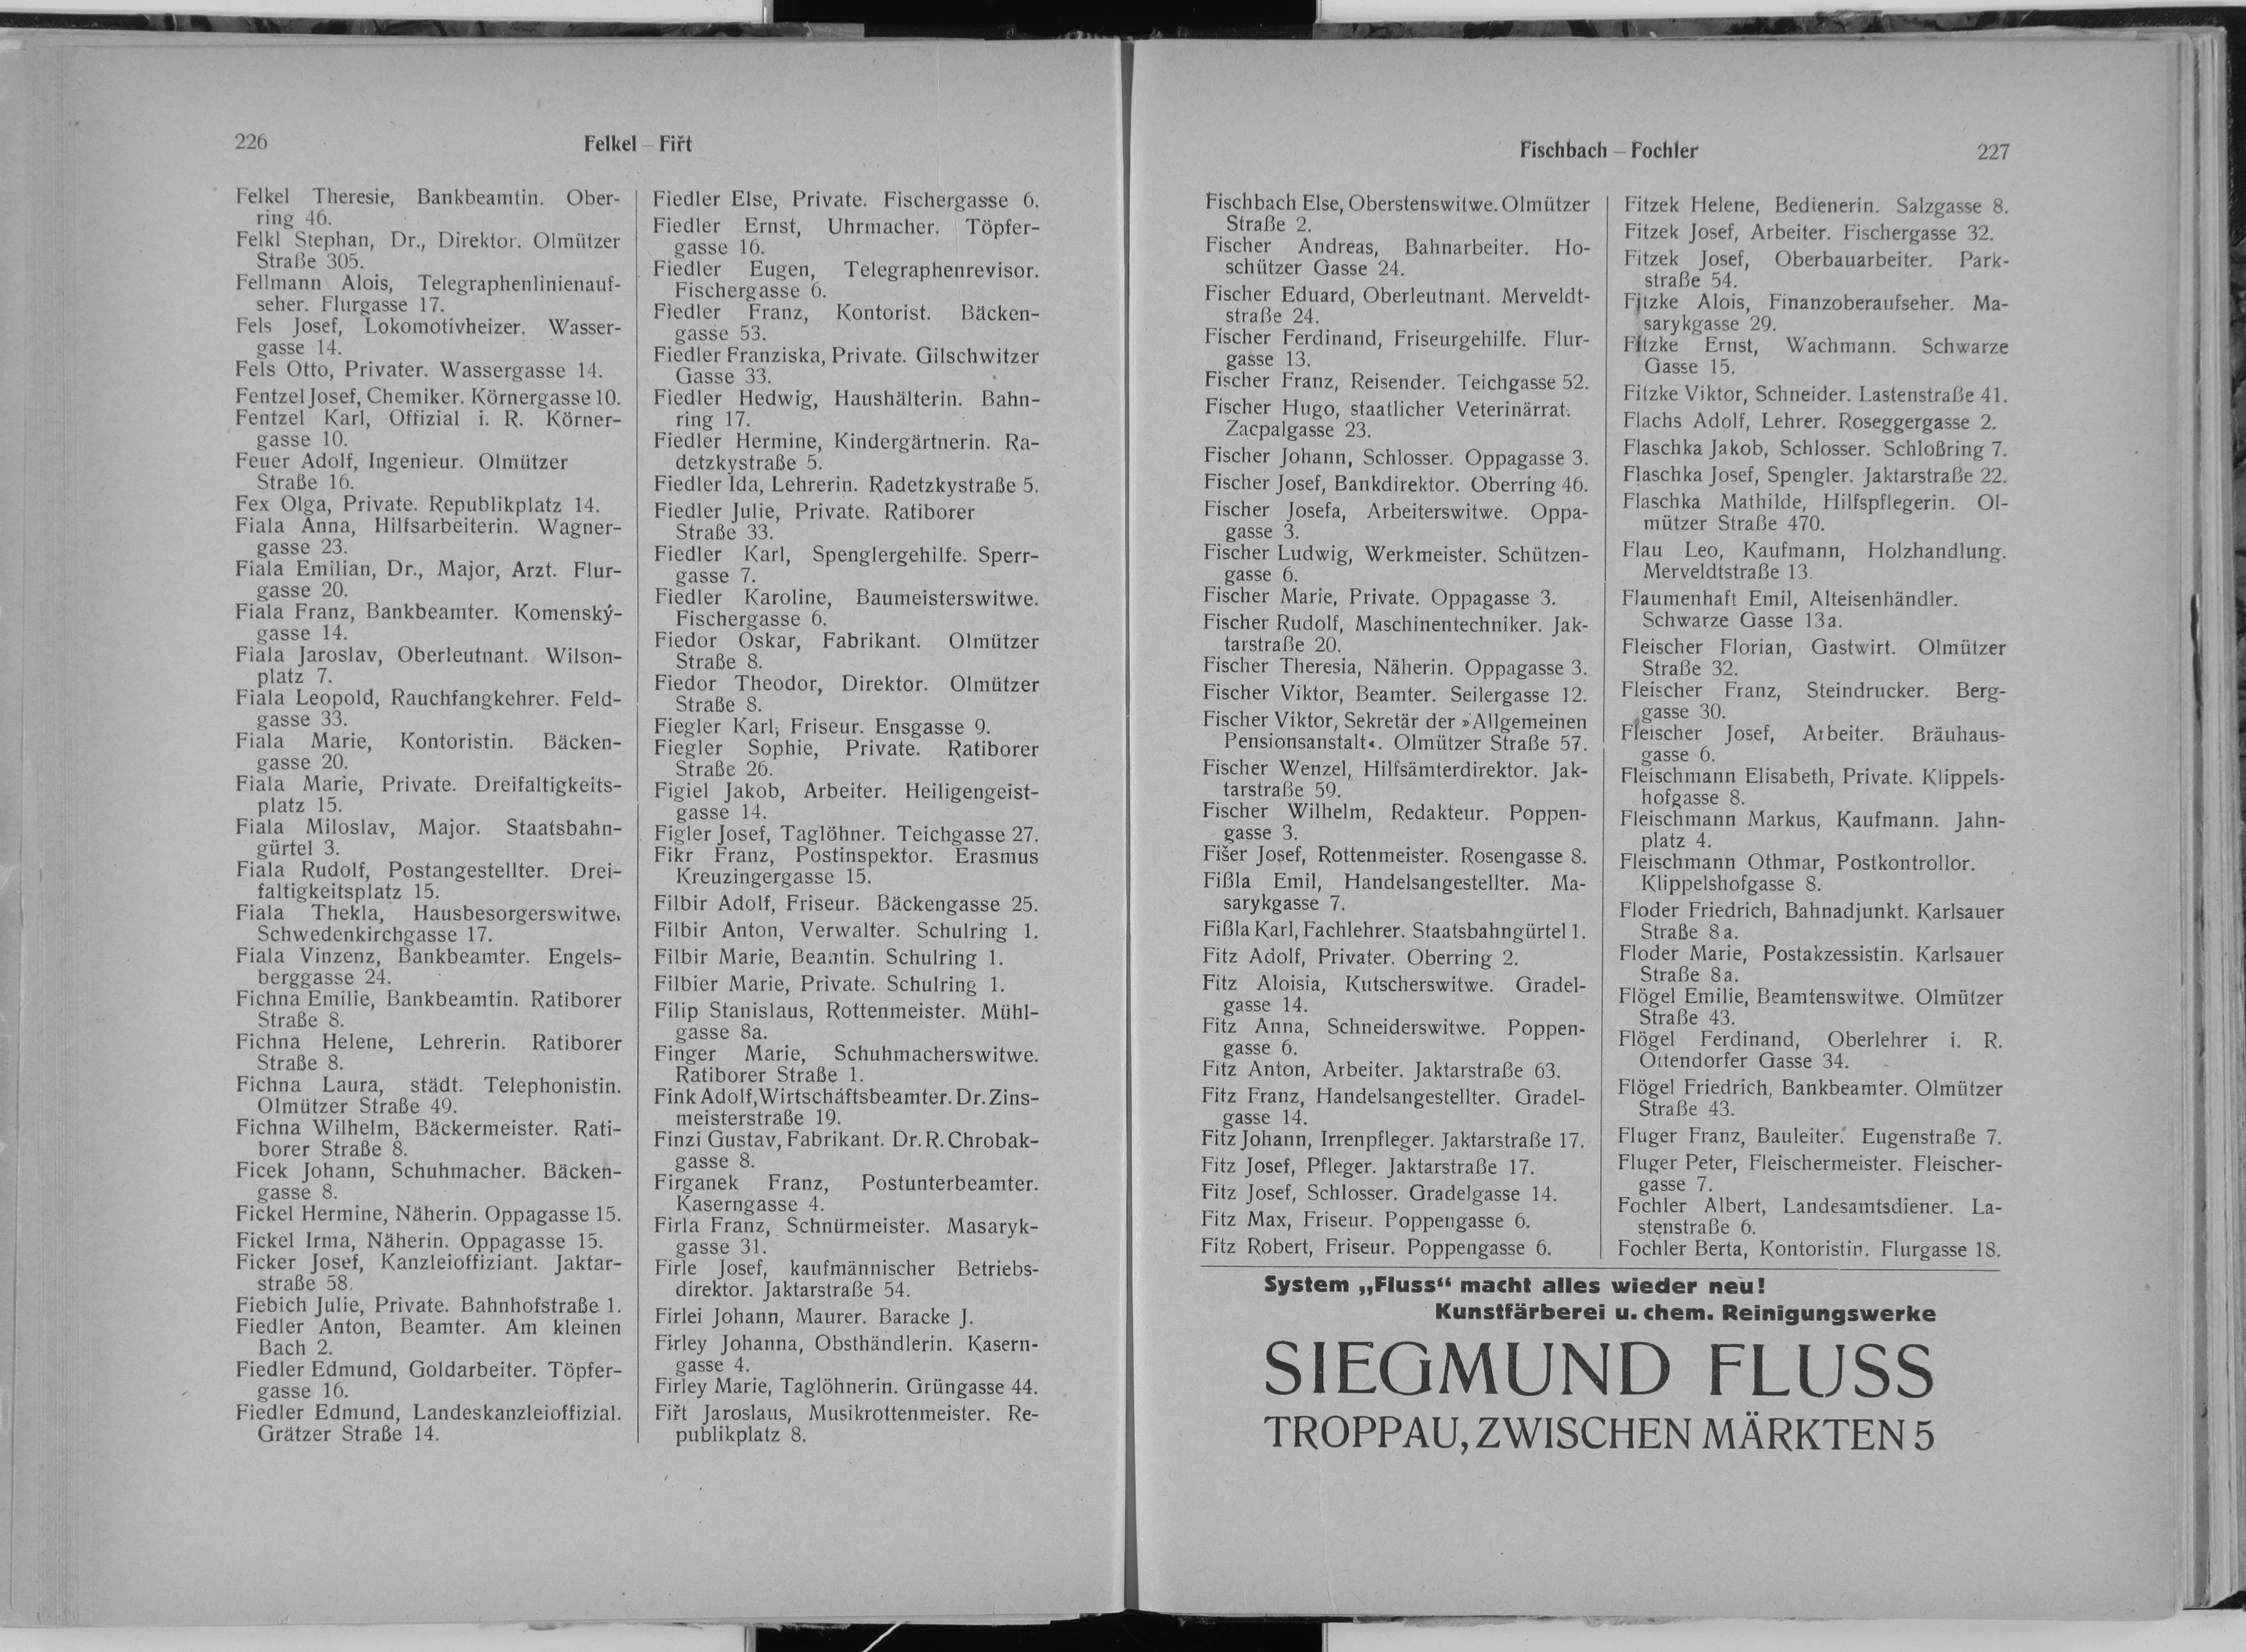 226
Felkel – Fiřt
Felkel Theresie, Bankbeamtin. Ober-
ring 46.
Felkl Stephan, Dr., Direktor. Olmützer
Straße 305.
Fellmann Alois, Telegraphenlinienauf-
seher. Flurgasse 17.
Fels Josef, Lokomotivheizer. Wasser-
gasse 14.
Fels Otto, Privater. Wassergasse 14.
Fentzel Josef, Chemiker. Körnergasse 10.
Fentzel Karl, Offizial i. R. Körner-
gasse 10.
Feuer Adolf, Ingenieur. Olmützer
Straße 16.
Fex Olga, Private. Republikplatz 14.
Fiala Anna, Hilfsarbeiterin. Wagner-
gasse 23.
Fiala Emilian, Dr., Major, Arzt. Flur-
gasse 20.
Fiala Franz, Bankbeamter. Komenský-
gasse 14.
Fiala Jaroslav, Oberleutnant. Wilson-
platz 7.
Fiala Leopold, Rauchfangkehrer. Feld-
gasse 33.
Fiala Marie, Kontoristin. Bäcken-
gasse 20.
Fiala Marie, Private. Dreifaltigkeits-
platz 15.
Fiala Miloslav, Major. Staatsbahn-
gürtel 3.
Fiala Rudolf, Postangestellter. Drei-
faltigkeitsplatz 15.
Fiala Thekla, Hausbesorgerswitwe.
Schwedenkirchgasse 17.
Fiala Vinzenz, Bankbeamter. Engels-
berggasse 24.
Fichna Emilie, Bankbeamtin. Ratiborer
Straße 8.
Fichna Helene, Lehrerin. Ratiborer
Straße 8.
Fichna Laura, städt. Telephonistin.
Olmützer Straße 49.
Fichna Wilhelm, Bäckermeister. Rati-
borer Straße 8.
Ficek Johann, Schuhmacher. Bäcken-
gasse 8.
Fickel Hermine, Näherin. Oppagasse 15.
Fickel Irma, Näherin. Oppagasse 15.
Ficker Josef, Kanzleioffiziant. Jaktar-
straße 58.
Fiebich Julie, Private. Bahnhofstraße 1.
Fiedler Anton, Beamter. Am kleinen
Bach 2.
Fiedler Edmund, Goldarbeiter. Töpfer-
gasse 16.
Fiedler Edmund, Landeskanzleioffizial.
Grätzer Straße 14.
Fiedler Else, Private. Fischergasse 6.
Fiedler Ernst, Uhrmacher. Töpfer-
gasse 16.
Fiedler Eugen, Telegraphenrevisor.
Fischergasse 6.
Fiedler Franz, Kontorist. Bäcken-
gasse 53.
Fiedler Franziska, Private. Gilschwitzer
Gasse 33.
Fiedler Hedwig, Haushälterin. Bahn-
ring 17.
Fiedler Hermine, Kindergärtnerin. Ra-
detzkystraße 5.
Fiedler Ida, Lehrerin. Radetzkystraße 5.
Fiedler Julie, Private. Ratiborer
Straße 33.
Fiedler Karl, Spenglergehilfe. Sperr-
gasse 7.
Fiedler Karoline, Baumeisterswitwe.
Fischergasse 6.
Fiedor Oskar, Fabrikant. Olmützer
Straße 8.
Fiedor Theodor, Direktor. Olmützer
Straße 8.
Fiegler Karl, Friseur. Ensgasse 9.
Fiegler Sophie, Private. Ratiborer
Straße 26.
Figiel Jakob, Arbeiter. Heiligengeist-
gasse 14.
Figler Josef, Taglöhner. Teichgasse 27.
Fikr Franz, Postinspektor. Erasmus
Kreuzingergasse 15.
Filbir Adolf, Friseur. Bäckengasse 25.
Filbir Anton, Verwalter. Schulring 1.
Filbir Marie, Beamtin. Schulring 1.
Filbier Marie, Private. Schulring 1.
Filip Stanislaus, Rottenmeister. Mühl-
gasse 8a.
Finger Marie, Schuhmacherswitwe.
Ratiborer Straße 1.
Fink Adolf, Wirtschaftsbeamter. Dr. Zins-
meisterstraße 19.
Finzi Gustav, Fabrikant. Dr. R. Chrobak-
gasse 8.
Firganek Franz, Postunterbeamter.
Kaserngasse 4.
Firla Franz, Schnürmeister. Masaryk-
gasse 31.
Firle Josef, kaufmännischer Betriebs-
direktor. Jaktarstraße 54.
Firlei Johann, Maurer. Baracke J.
Firley Johanna, Obsthändlerin. Kasern-
gasse 4.
Firley Marie, Taglöhnerin. Grüngasse 44.
Fiřt Jaroslaus, Musikrottenmeister. Re-
publikplatz 8.
Fischbach – Fochler
227
Fischbach Else, Oberstenswitwe. Olmützer
Straße 2.
Fischer Andreas, Bahnarbeiter. Ho-
schützer Gasse 24.
Fischer Eduard, Oberleutnant. Merveldt-
straße 24.
Fischer Ferdinand, Friseurgehilfe. Flur-
gasse 13.
Fischer Franz, Reisender. Teichgasse 52.
Fischer Hugo, staatlicher Veterinärrat.
Zacpalgasse 23.
Fischer Johann, Schlosser. Oppagasse 3.
Fischer Josef, Bankdirektor. Oberring 46.
Fischer Josefa, Arbeiterswitwe. Oppa-
gasse 3.
Fischer Ludwig, Werkmeister. Schützen-
gasse 6.
Fischer Marie, Private. Oppagasse 3.
Fischer Rudolf, Maschinentechniker. Jak-
tarstraße 20.
Fischer Theresia, Näherin. Oppagasse 3.
Fischer Viktor, Beamter. Seilergasse 12.
Fischer Viktor, Sekretär der »Allgemeinen
Pensionsanstalt«. Olmützer Straße 57.
Fischer Wenzel, Hilfsämterdirektor. Jak-
tarstraße 59.
Fischer Wilhelm, Redakteur. Poppen-
gasse 3.
Fišer Josef, Rottenmeister. Rosengasse 8.
Fißla Emil, Handelsangestellter. Ma-
sarykgasse 7.
Fißla Karl, Fachlehrer. Staatsbahngürtel 1.
Fitz Adolf, Privater. Oberring 2.
Fitz Aloisia, Kutscherswitwe. Gradel-
gasse 14.
Fitz Anna, Schneiderswitwe. Poppen-
gasse 6.
Fitz Anton, Arbeiter. Jaktarstraße 63.
Fitz Franz, Handelsangestellter. Gradel-
gasse 14.
Fitz Johann, Irrenpfleger. Jaktarstraße 17.
Fitz Josef, Pfleger. Jaktarstraße 17.
Fitz Josef, Schlosser. Gradelgasse 14.
Fitz Max, Friseur. Poppengasse 6.
Fitz Robert, Friseur. Poppengasse 6.
Fitzek Helene, Bedienerin. Salzgasse 8.
Fitzek Josef, Arbeiter. Fischergasse 32.
Fitzek Josef, Oberbauarbeiter. Park-
straße 54.
Fitzke Alois, Finanzoberaufseher. Ma-
sarykgasse 29.
Fitzke Ernst, Wachmann. Schwarze
Gasse 15.
Fitzke Viktor, Schneider. Lastenstraße 41.
Flachs Adolf, Lehrer. Roseggergasse 2.
Flaschka Jakob, Schlosser. Schloßring 7.
Flaschka Josef, Spengler. Jaktarstraße 22.
Flaschka Mathilde, Hilfspflegerin. Ol-
mützer Straße 470.
Flau Leo, Kaufmann, Holzhandlung.
Merveldtstraße 13.
Flaumenhaft Emil, Alteisenhändler.
Schwarze Gasse 13a.
Fleischer Florian, Gastwirt. Olmützer
Straße 32.
Fleischer Franz, Steindrucker. Berg-
gasse 30.
Fleischer Josef, Arbeiter. Bräuhaus-
gasse 6.
Fleischmann Elisabeth, Private. Klippels-
hofgasse 8.
Fleischmann Markus, Kaufmann. Jahn-
platz 4.
Fleischmann Othmar, Postkontrollor.
Klippelshofgasse 8.
Floder Friedrich, Bahnadjunkt. Karlsauer
Straße 8a.
Floder Marie, Postakzessistin. Karlsauer
Straße 8a.
Flögel Emilie, Beamtenswitwe. Olmützer
Straße 43.
Flögel Ferdinand, Oberlehrer i. R.
Ottendorfer Gasse 34.
Flögel Friedrich, Bankbeamter. Olmützer
Straße 43.
Fluger Franz, Bauleiter. Eugenstraße 7.
Fluger Peter, Fleischermeister. Fleischer-
gasse 7.
Fochler Albert, Landesamtsdiener. La-
stenstraße 6.
Fochler Berta, Kontoristin. Flurgasse 18.
System „Fluss“ macht alles wieder neu!
Kunstfärberei u. chem. Reinigungswerke
SIEGMUND FLUSS
TROPPAU, ZWISCHEN MÄRKTEN 5